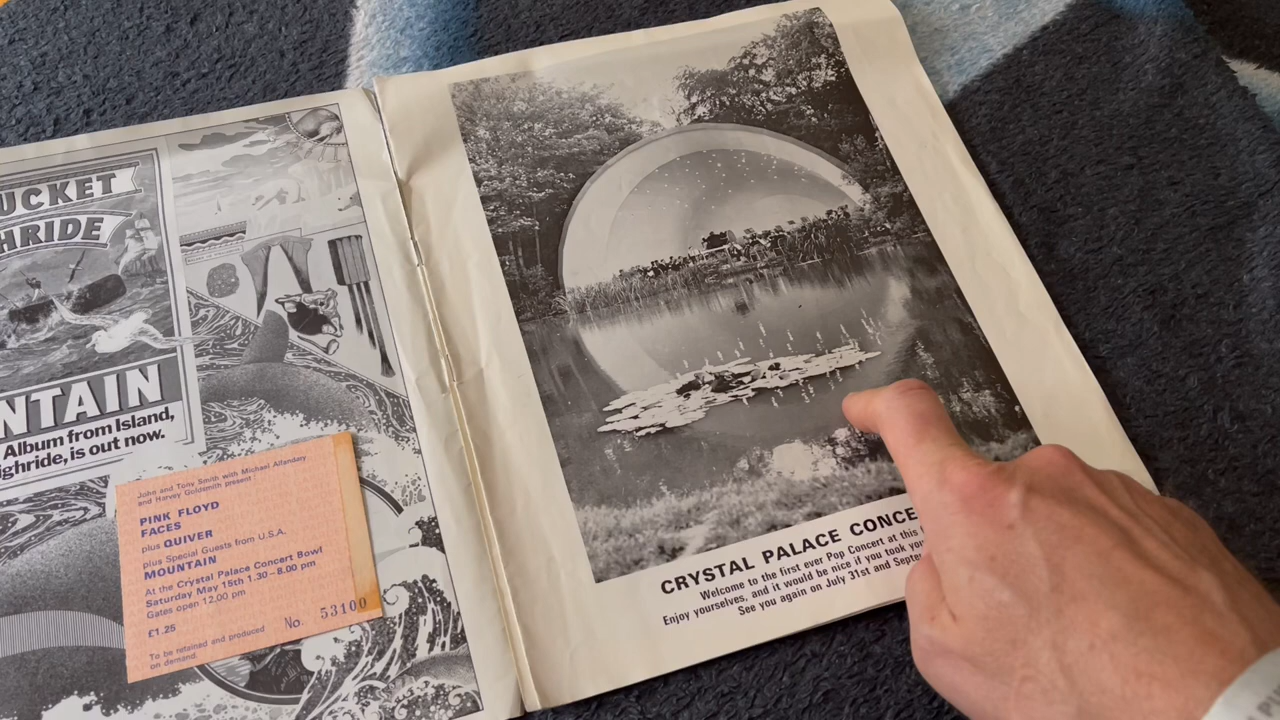 UCKET
HRIDE
NTAIN
Album from Island,
ghride, is out now.
John and Tony Smith with Michael Alfandary
and Harvey Goldsmith present:
PINK FLOYD
FACES
plus QUIVER
plus Special Guests from U.S.A.
MOUNTAIN
At the Crystal Palace Concert Bowl
Saturday May 15th 1.30–8.00 pm
Gates open 12.00 pm
£1.25
No. 53100
To be retained and produced
on demand.
CRYSTAL PALACE CONCE
Welcome to the first ever Pop Concert at this
Enjoy yourselves, and it would be nice if you took yo
See you again on July 31st and Septe